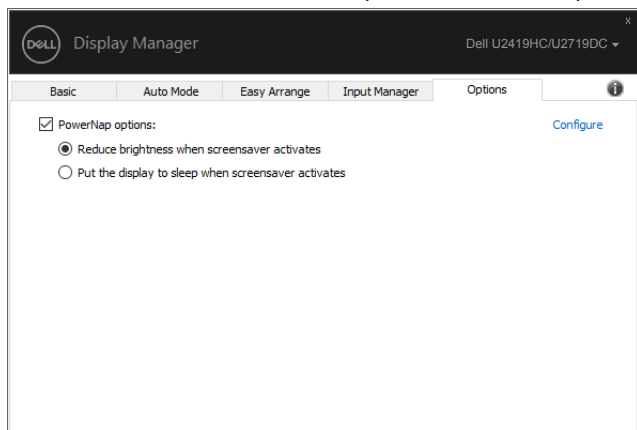 DELL Display Manager Dell U2419HC/U2719DC
x
Basic Auto Mode Easy Arrange Input Manager Options i
PowerNap options: Configure
Reduce brightness when screensaver activates
Put the display to sleep when screensaver activates